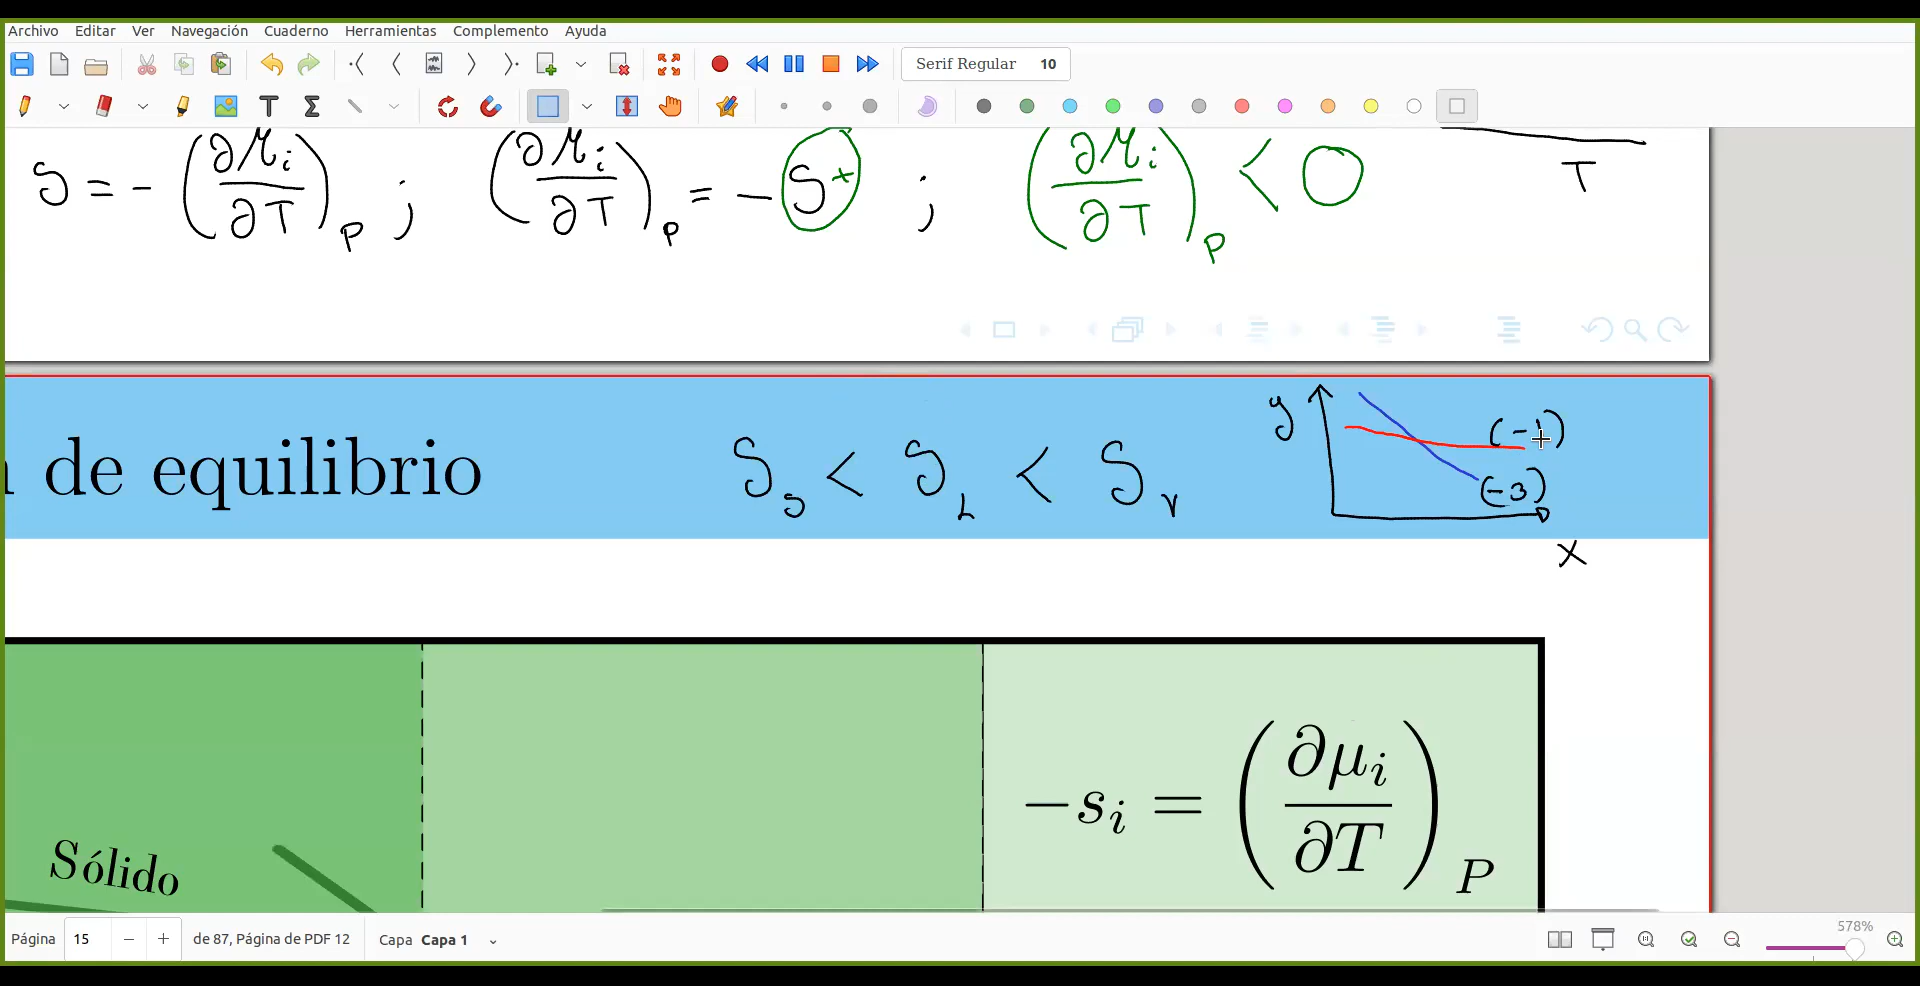 Archivo Editar Ver Navegación Cuaderno Herramientas Complemento Ayuda
Serif Regular 10
S = - (∂μi/∂T)P ; (∂μi/∂T)P = - S+ ; (∂μi/∂T)P < 0
T
de equilibrio
Ss < SL < Sv
y
(-1)
(-3)
x
-si = (∂μi/∂T)P
Sólido
Página 15 de 87, Página de PDF 12 Capa Capa 1
578%